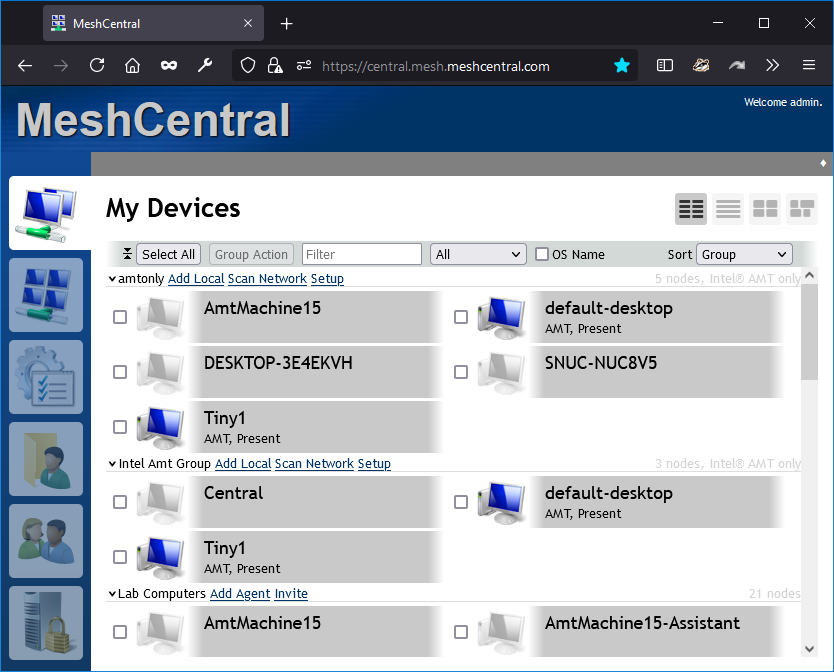 MeshCentral
https://central.mesh.meshcentral.com
MeshCentral
Welcome admin.
My Devices
Select All Group Action Filter All OS Name Sort Group
amtonly Add Local Scan Network Setup 5 nodes, Intel® AMT only
AmtMachine15 default-desktop
AMT, Present
DESKTOP-3E4EKVH SNUC-NUC8V5
Tiny1
AMT, Present
Intel Amt Group Add Local Scan Network Setup 3 nodes, Intel® AMT only
Central default-desktop
AMT, Present
Tiny1
AMT, Present
Lab Computers Add Agent Invite 21 nodes
AmtMachine15 AmtMachine15-Assistant